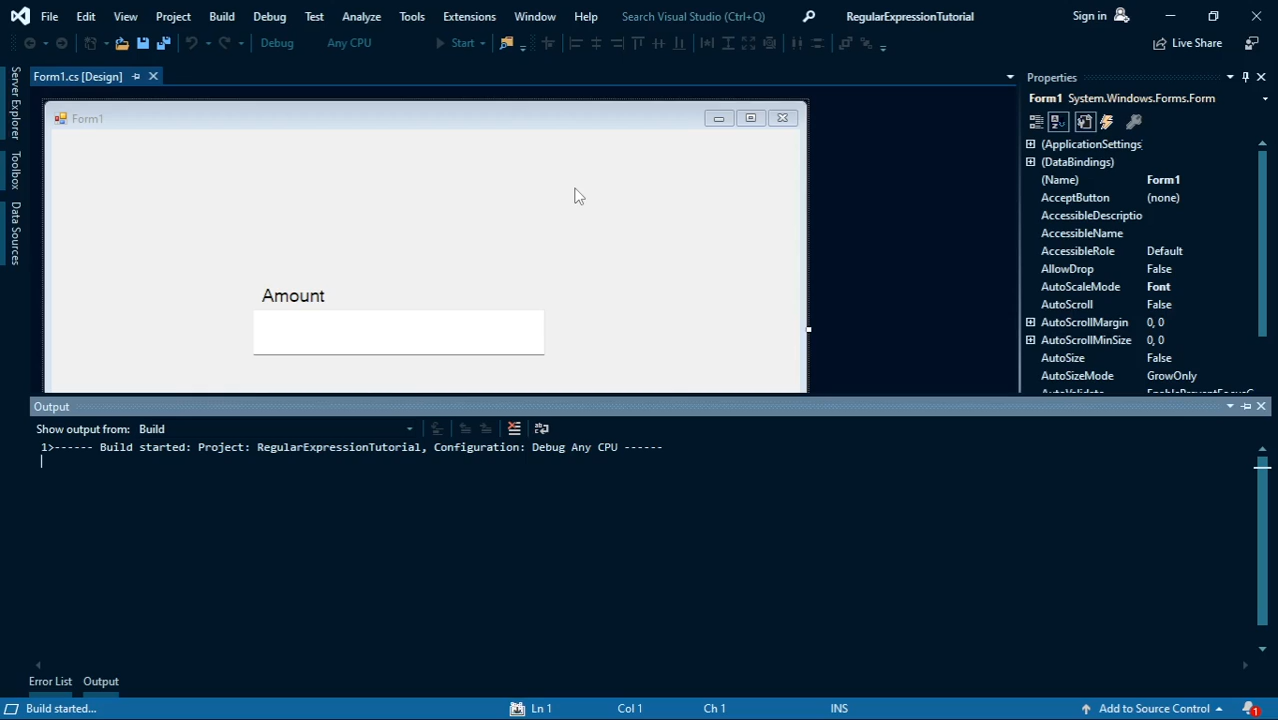 File Edit View Project Build Debug Test Analyze Tools Extensions Window Help Search Visual Studio (Ctrl+Q) RegularExpressionTutorial Sign in
Debug Any CPU Start Live Share
Form1.cs [Design]
Server Explorer
Toolbox
Data Sources
Form1
Amount
Properties
Form1 System.Windows.Forms.Form
(ApplicationSettings)
(DataBindings)
(Name) Form1
AcceptButton (none)
AccessibleDescriptio
AccessibleName
AccessibleRole Default
AllowDrop False
AutoScaleMode Font
AutoScroll False
AutoScrollMargin 0, 0
AutoScrollMinSize 0, 0
AutoSize False
AutoSizeMode GrowOnly
Output
Show output from: Build
1>------ Build started: Project: RegularExpressionTutorial, Configuration: Debug Any CPU ------
Error List Output
Build started... Ln 1 Col 1 Ch 1 INS Add to Source Control 1